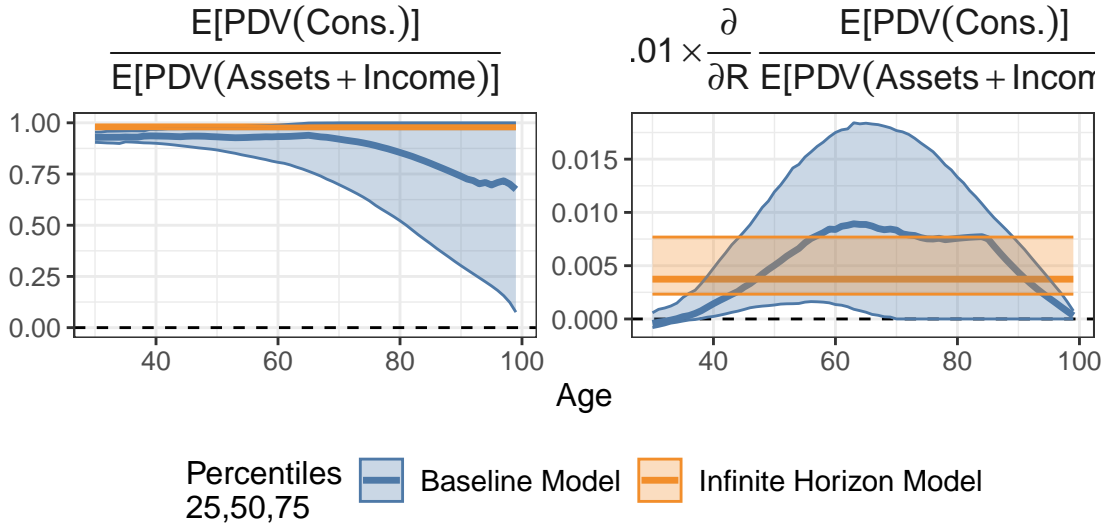 E[PDV(Cons.)]
E[PDV(Assets + Income)]
.01 × ∂
∂R
E[PDV(Cons.)]
E[PDV(Assets + Incom
1.00
0.75
0.50
0.25
0.00
40 60 80 100
0.015
0.010
0.005
0.000
40 60 80 100
Age
Percentiles
25,50,75
Baseline Model
Infinite Horizon Model